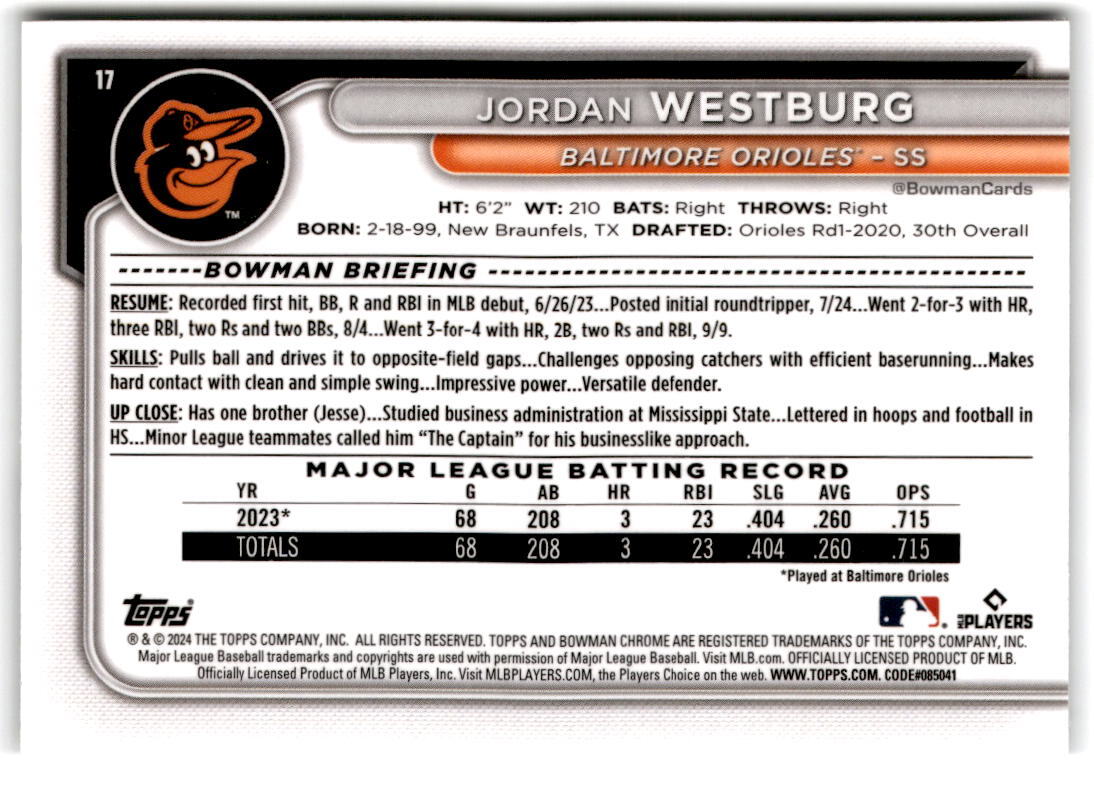 17
JORDAN WESTBURG
BALTIMORE ORIOLES™ – SS
@BowmanCards
TM
HT: 6'2" WT: 210 BATS: Right THROWS: Right
BORN: 2-18-99, New Braunfels, TX DRAFTED: Orioles Rd1-2020, 30th Overall
-------BOWMAN BRIEFING --------------------------------------------
RESUME: Recorded first hit, BB, R and RBI in MLB debut, 6/26/23...Posted initial roundtripper, 7/24...Went 2-for-3 with HR,
three RBI, two Rs and two BBs, 8/4...Went 3-for-4 with HR, 2B, two Rs and RBI, 9/9.
SKILLS: Pulls ball and drives it to opposite-field gaps...Challenges opposing catchers with efficient baserunning...Makes
hard contact with clean and simple swing...Impressive power...Versatile defender.
UP CLOSE: Has one brother (Jesse)...Studied business administration at Mississippi State...Lettered in hoops and football in
HS...Minor League teammates called him “The Captain” for his businesslike approach.
MAJOR LEAGUE BATTING RECORD
YR G AB HR RBI SLG AVG OPS
2023* 68 208 3 23 .404 .260 .715
TOTALS 68 208 3 23 .404 .260 .715
*Played at Baltimore Orioles
Topps®
MLB PLAYERS
® & © 2024 THE TOPPS COMPANY, INC. ALL RIGHTS RESERVED. TOPPS AND BOWMAN CHROME ARE REGISTERED TRADEMARKS OF THE TOPPS COMPANY, INC.
Major League Baseball trademarks and copyrights are used with permission of Major League Baseball. Visit MLB.com. OFFICIALLY LICENSED PRODUCT OF MLB.
Officially Licensed Product of MLB Players, Inc. Visit MLBPLAYERS.COM, the Players Choice on the web. WWW.TOPPS.COM. CODE#085041